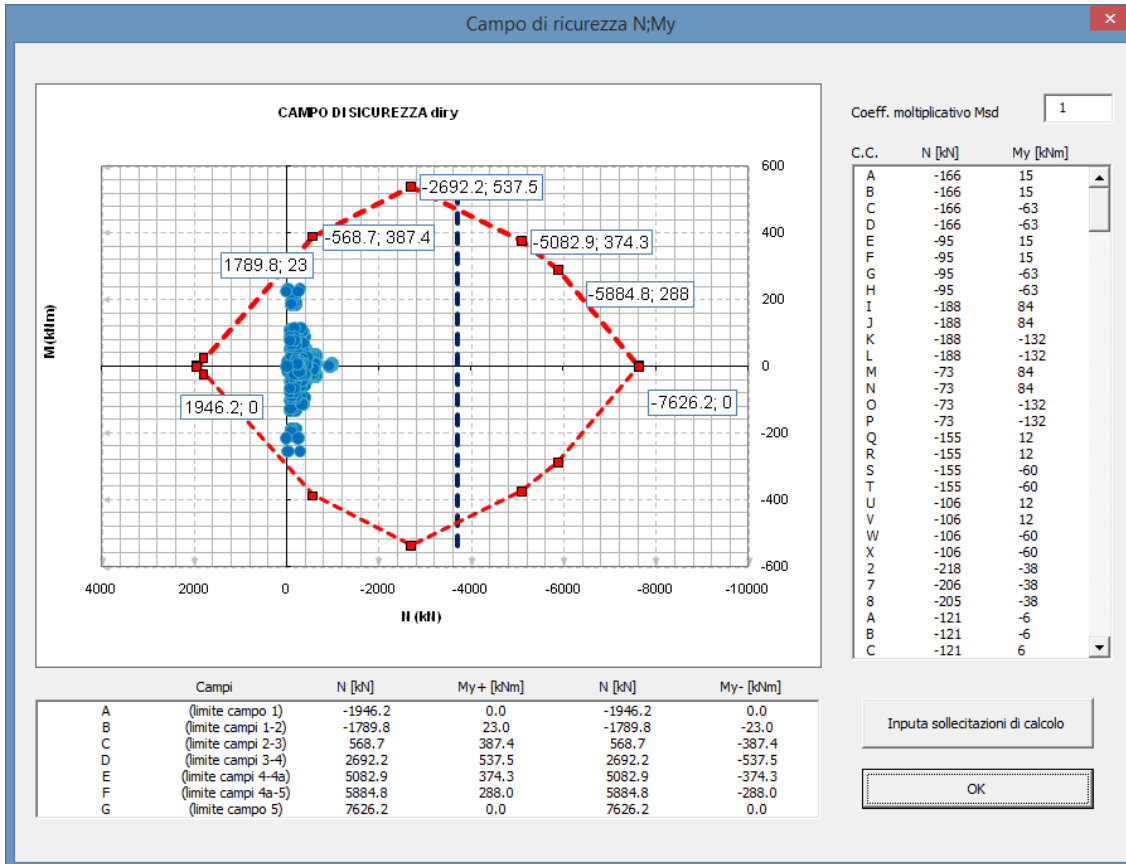 Campo di ricurezza N;My
x
CAMPO DI SICUREZZA diry
600
400
200
0
-200
-400
-600
M(kNm)
-2692.2; 537.5
-568.7; 387.4
-5082.9; 374.3
1789.8; 23
-5884.8; 288
1946.2; 0
-7626.2; 0
4000 2000 0 -2000 -4000 -6000 -8000 -10000
N (kN)
Coeff. moltiplicativo Msd 1
C.C. N [kN] My [kNm]
A -166 15
B -166 15
C -166 -63
D -166 -63
E -95 15
F -95 15
G -95 -63
H -95 -63
I -188 84
J -188 84
K -188 -132
L -188 -132
M -73 84
N -73 84
O -73 -132
P -73 -132
Q -155 12
R -155 12
S -155 -60
T -155 -60
U -106 12
V -106 12
W -106 -60
X -106 -60
2 -218 -38
7 -206 -38
8 -205 -38
A -121 -6
B -121 -6
C -121 6
Campi N [kN] My+ [kNm] N [kN] My- [kNm]
A (limite campo 1) -1946.2 0.0 -1946.2 0.0
B (limite campi 1-2) -1789.8 23.0 -1789.8 -23.0
C (limite campi 2-3) 568.7 387.4 568.7 -387.4
D (limite campi 3-4) 2692.2 537.5 2692.2 -537.5
E (limite campi 4-4a) 5082.9 374.3 5082.9 -374.3
F (limite campi 4a-5) 5884.8 288.0 5884.8 -288.0
G (limite campo 5) 7626.2 0.0 7626.2 0.0
Inputa sollecitazioni di calcolo
OK